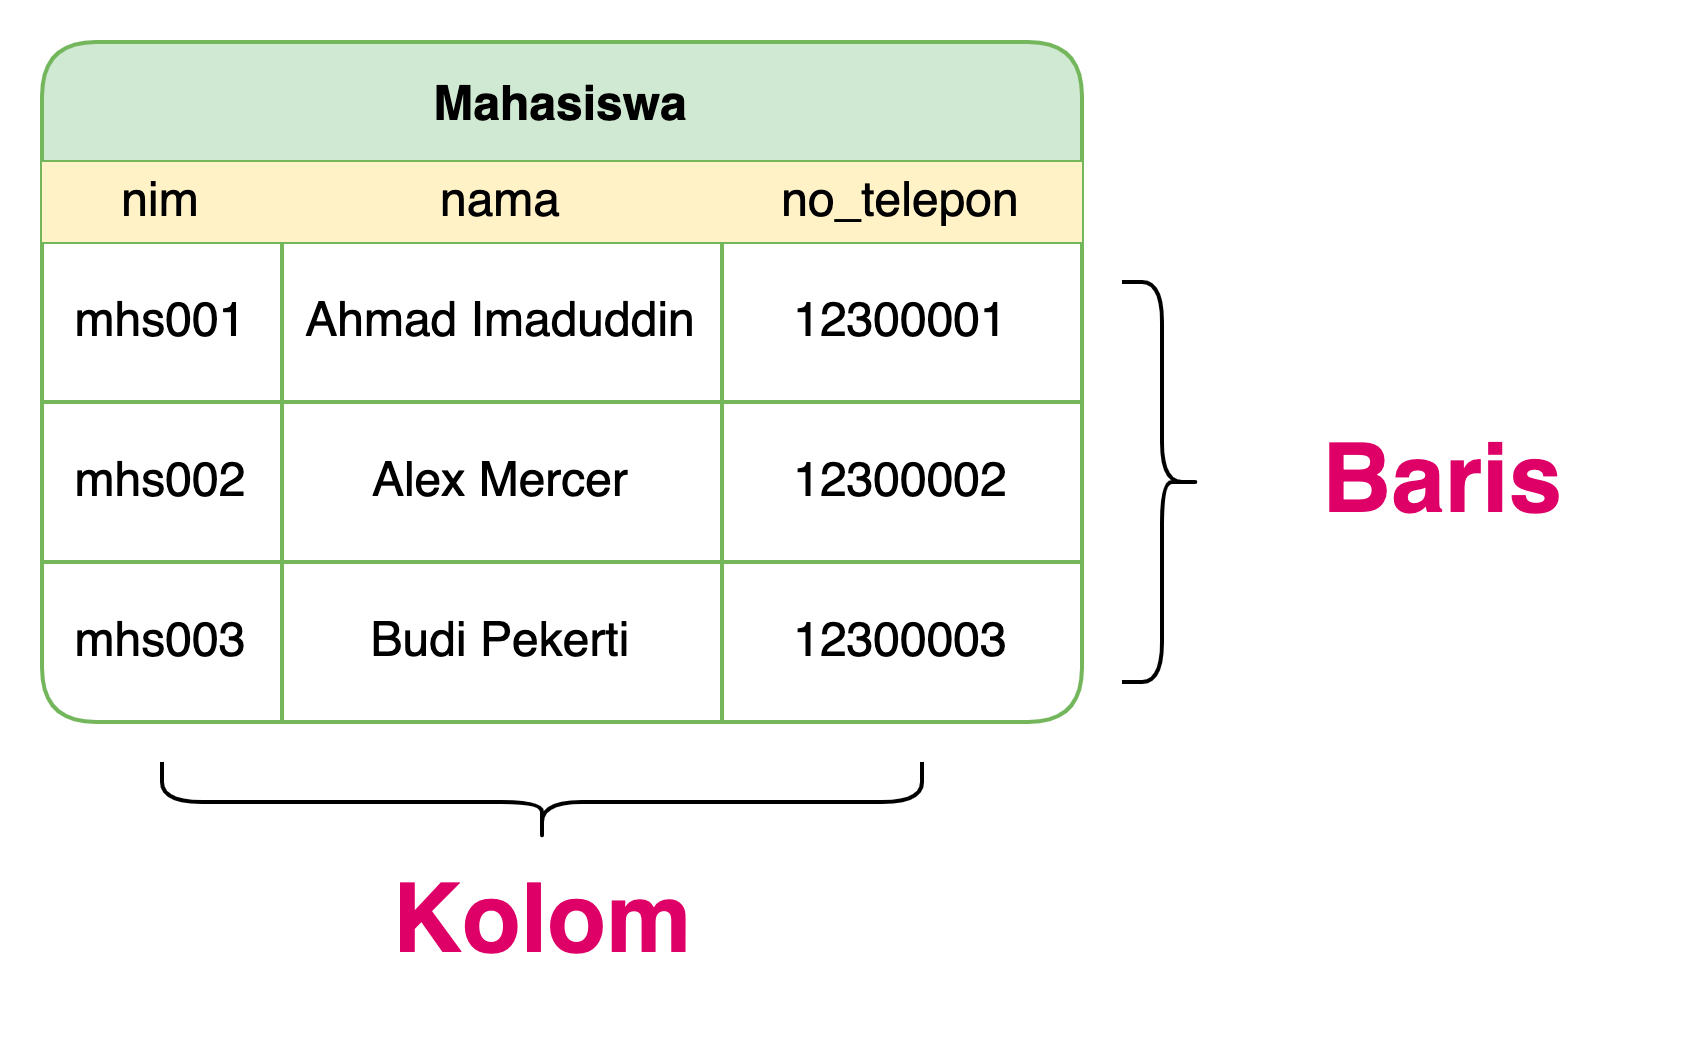 Mahasiswa
nim nama no_telepon
mhs001 Ahmad Imaduddin 12300001
mhs002 Alex Mercer 12300002
mhs003 Budi Pekerti 12300003
Baris
Kolom